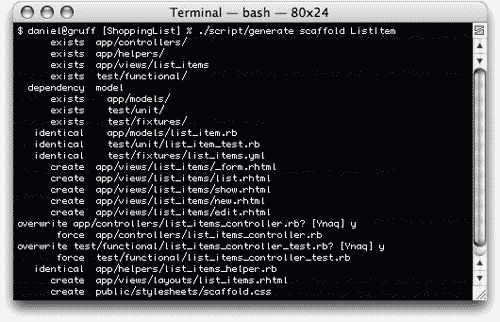 Terminal — bash — 80x24
$ daniel@gruff [ShoppingList] % ./script/generate scaffold ListItem
exists app/controllers/
exists app/helpers/
exists app/views/list_items
exists test/functional/
dependency model
exists app/models/
exists test/unit/
exists test/fixtures/
identical app/models/list_item.rb
identical test/unit/list_item_test.rb
identical test/fixtures/list_items.yml
create app/views/list_items/_form.rhtml
create app/views/list_items/list.rhtml
create app/views/list_items/show.rhtml
create app/views/list_items/new.rhtml
create app/views/list_items/edit.rhtml
overwrite app/controllers/list_items_controller.rb? [Ynaq] y
force app/controllers/list_items_controller.rb
overwrite test/functional/list_items_controller_test.rb? [Ynaq] y
force test/functional/list_items_controller_test.rb
identical app/helpers/list_items_helper.rb
create app/views/layouts/list_items.rhtml
create public/stylesheets/scaffold.css